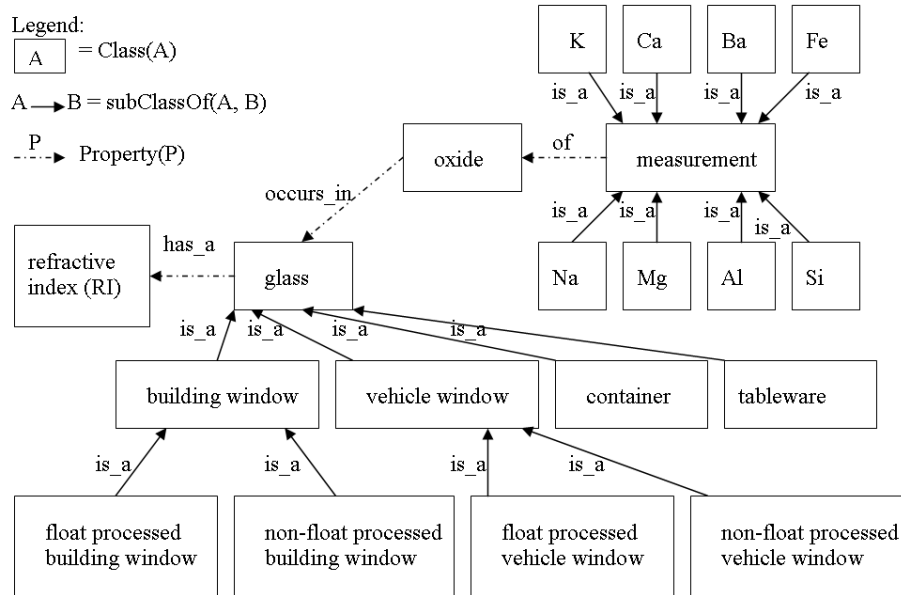 Legend:
A = Class(A)
A B = subClassOf(A, B)
P Property(P)
K Ca Ba Fe
is_a is_a is_a is_a
oxide of measurement
occurs_in
is_a is_a is_a is_a
Na Mg Al Si
refractive
index (RI)
has_a
glass
is_a is_a is_a is_a
building window vehicle window container tableware
is_a is_a is_a is_a
float processed
building window
non-float processed
building window
float processed
vehicle window
non-float processed
vehicle window